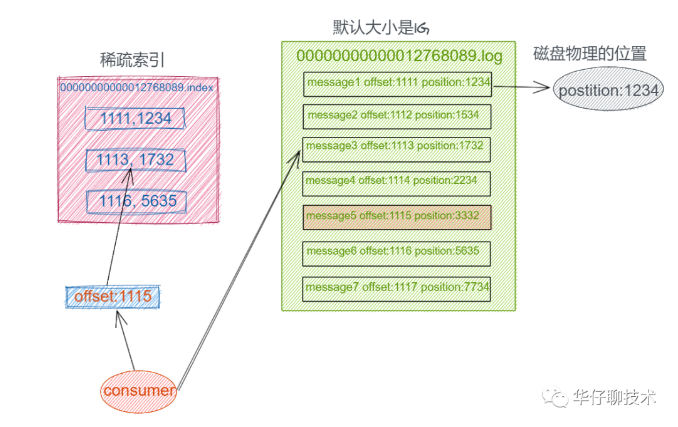 默认大小是1G,
稀疏索引
00000000000012768089.log
磁盘物理的位置
00000000000012768089.index
message1 offset:1111 position:1234
postition:1234
1111,1234
message2 offset:1112 position:1534
message3 offset:1113 position:1732
1113, 1732
message4 offset:1114 position:2234
1116, 5635
message5 offset:1115 position:3332
message6 offset:1116 position:5635
message7 offset:1117 position:7734
offset:1115
consumer
华仔聊技术